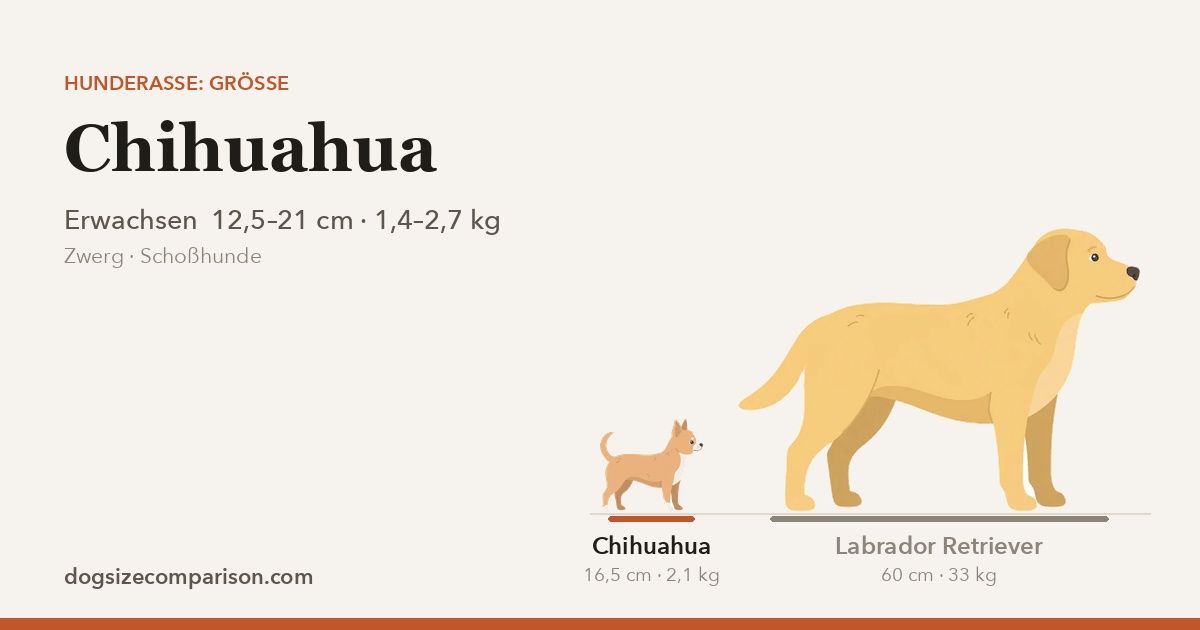 HUNDERASSE: GRÖSSE
Chihuahua
Erwachsen 12,5–21 cm · 1,4–2,7 kg
Zwerg · Schoßhunde
Chihuahua
16,5 cm · 2,1 kg
Labrador Retriever
60 cm · 33 kg
dogsizecomparison.com